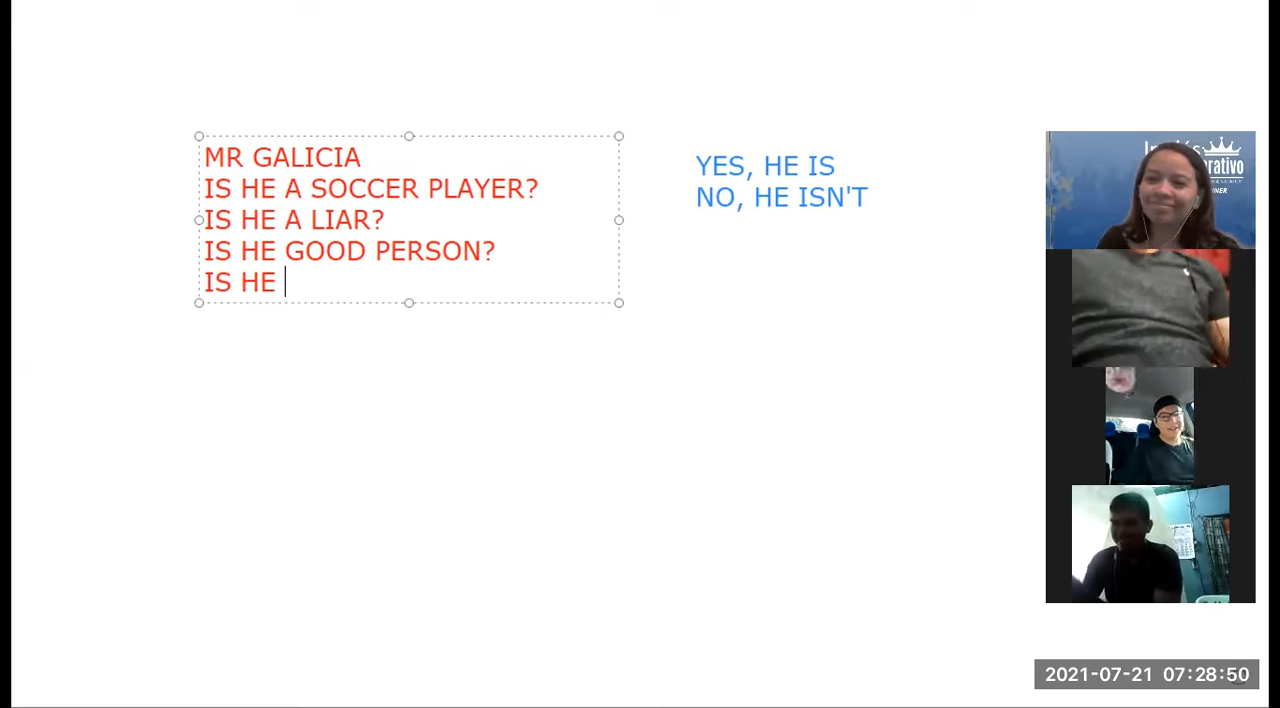 MR GALICIA
IS HE A SOCCER PLAYER?
IS HE A LIAR?
IS HE GOOD PERSON?
IS HE
YES, HE IS
NO, HE ISN'T
2021-07-21 07:28:50